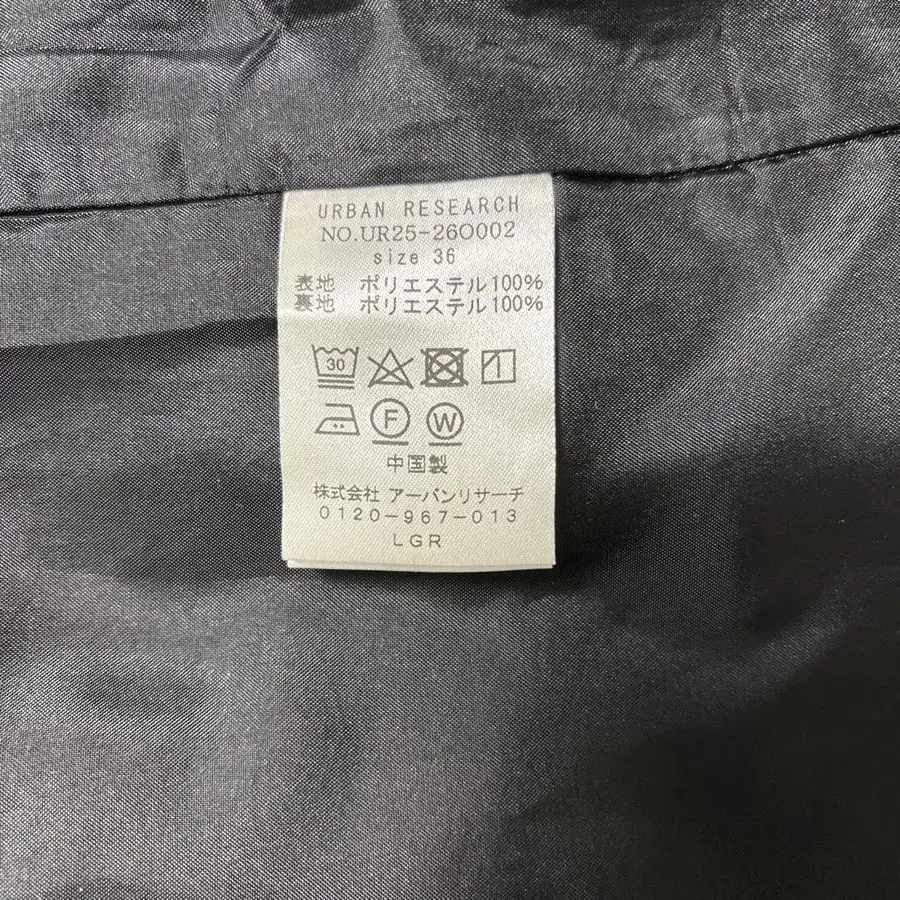 URBAN RESEARCH
NO.UR25-26O002
size 36
表地 ポリエステル100%
裏地 ポリエステル100%
30
F W
中国製
株式会社 アーバンリサーチ
0120-967-013
LGR